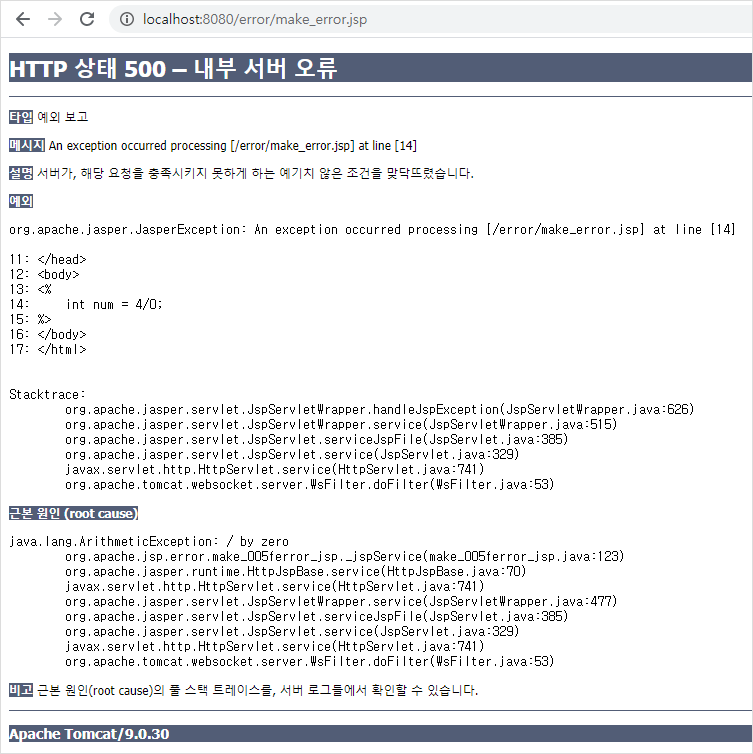 localhost:8080/error/make_error.jsp
HTTP 상태 500 – 내부 서버 오류
타입 예외 보고
메시지 An exception occurred processing [/error/make_error.jsp] at line [14]
설명 서버가, 해당 요청을 충족시키지 못하게 하는 예기치 않은 조건을 맞닥뜨렸습니다.
예외
org.apache.jasper.JasperException: An exception occurred processing [/error/make_error.jsp] at line [14]
11: </head>
12: <body>
13: <%
14:     int num = 4/0;
15: %>
16: </body>
17: </html>
Stacktrace:
org.apache.jasper.servlet.JspServletWrapper.handleJspException(JspServletWrapper.java:626)
org.apache.jasper.servlet.JspServletWrapper.service(JspServletWrapper.java:515)
org.apache.jasper.servlet.JspServlet.serviceJspFile(JspServlet.java:385)
org.apache.jasper.servlet.JspServlet.service(JspServlet.java:329)
javax.servlet.http.HttpServlet.service(HttpServlet.java:741)
org.apache.tomcat.websocket.server.WsFilter.doFilter(WsFilter.java:53)
근본 원인 (root cause)
java.lang.ArithmeticException: / by zero
org.apache.jsp.error.make_005ferror_jsp._jspService(make_005ferror_jsp.java:123)
org.apache.jasper.runtime.HttpJspBase.service(HttpJspBase.java:70)
javax.servlet.http.HttpServlet.service(HttpServlet.java:741)
org.apache.jasper.servlet.JspServletWrapper.service(JspServletWrapper.java:477)
org.apache.jasper.servlet.JspServlet.serviceJspFile(JspServlet.java:385)
org.apache.jasper.servlet.JspServlet.service(JspServlet.java:329)
javax.servlet.http.HttpServlet.service(HttpServlet.java:741)
org.apache.tomcat.websocket.server.WsFilter.doFilter(WsFilter.java:53)
비고 근본 원인(root cause)의 풀 스택 트레이스를, 서버 로그들에서 확인할 수 있습니다.
Apache Tomcat/9.0.30